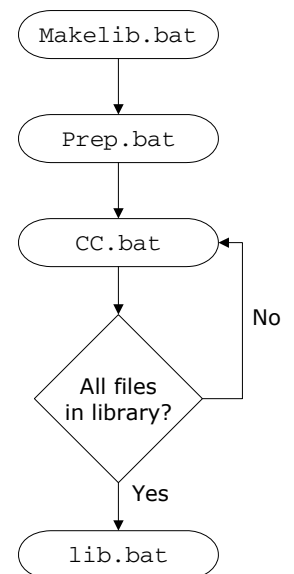 Makelib.bat
Prep.bat
CC.bat
No
All files
in library?
Yes
lib.bat